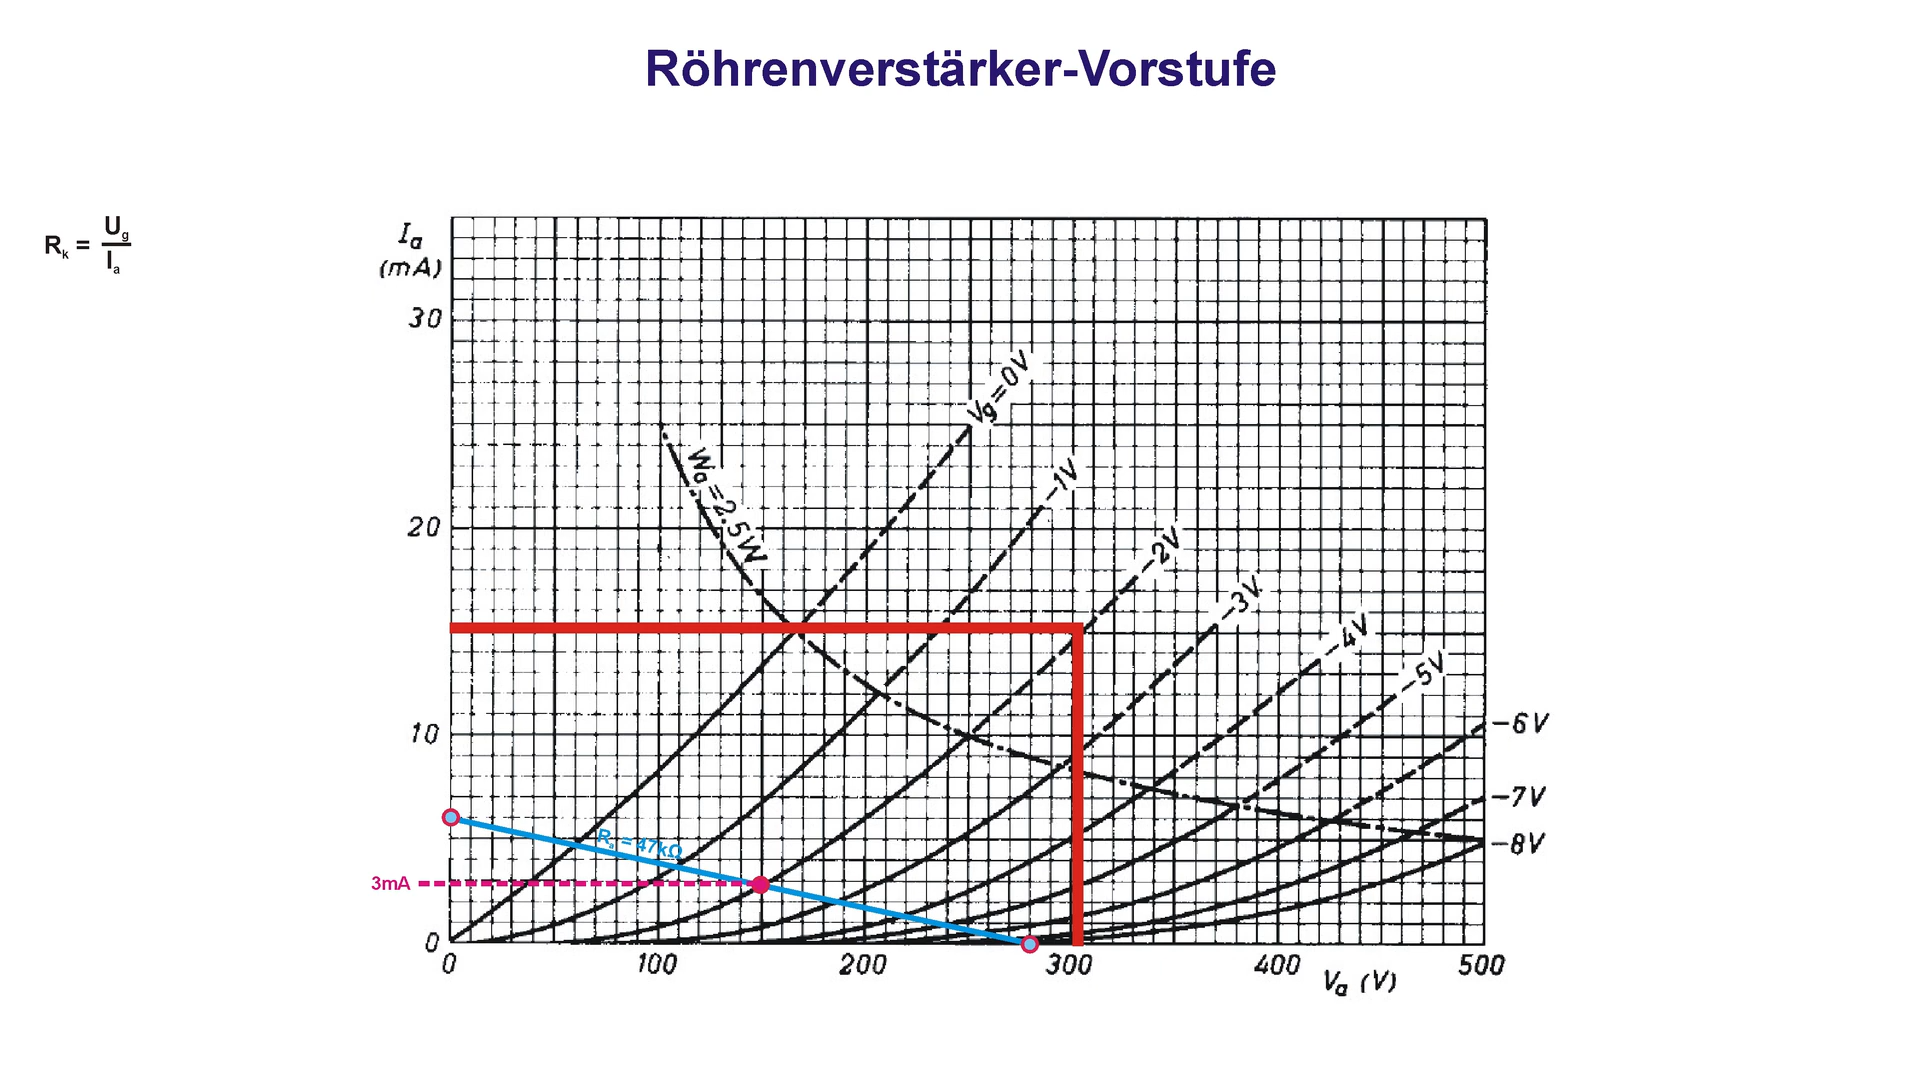 Röhrenverstärker-Vorstufe
Rk = Ug
Ia
Ia
(mA)
30
20
10
0
Wa=2.5W
Vg=0V
-1V
-2V
-3V
-4V
-5V
-6V
-7V
-8V
Ra = 47kΩ
3mA
0
100
200
300
400
500
Va (V)